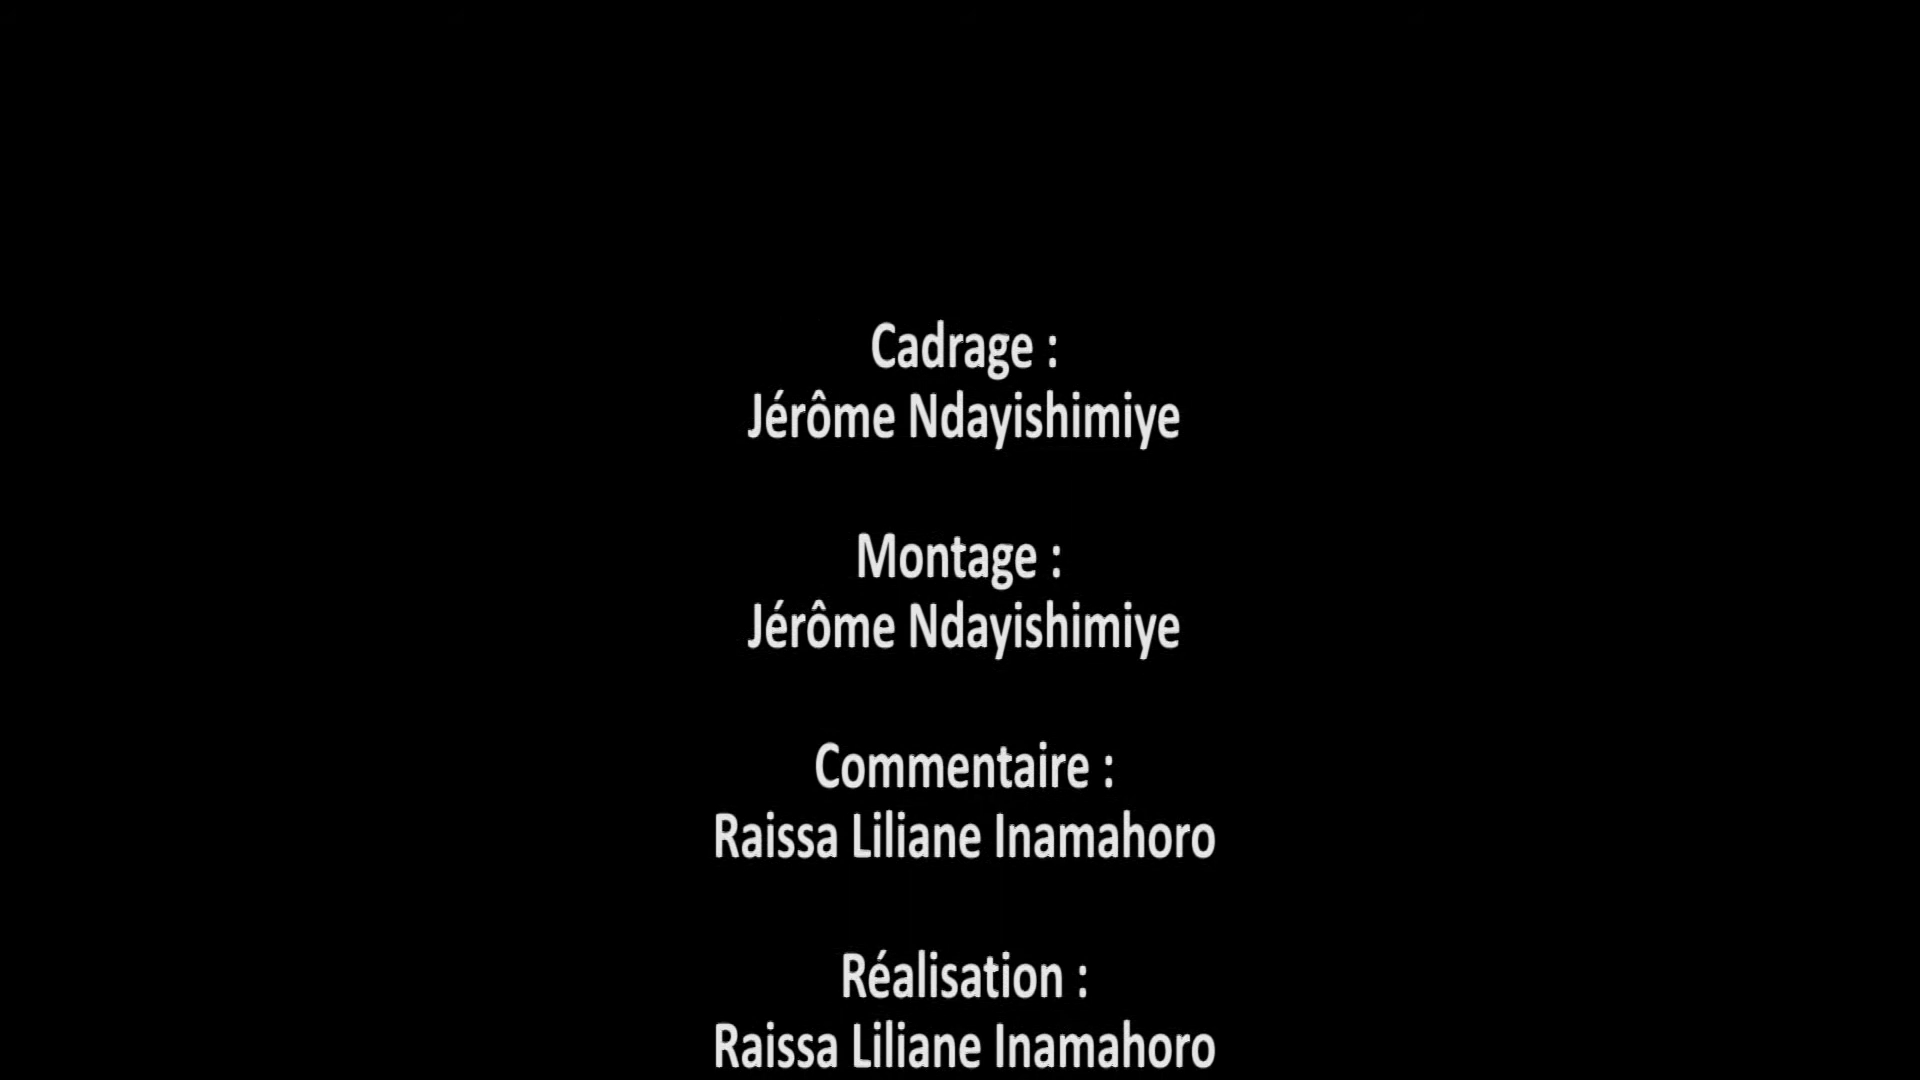 Cadrage :
Jérôme Ndayishimiye
Montage :
Jérôme Ndayishimiye
Commentaire :
Raissa Liliane Inamahoro
Réalisation :
Raissa Liliane Inamahoro